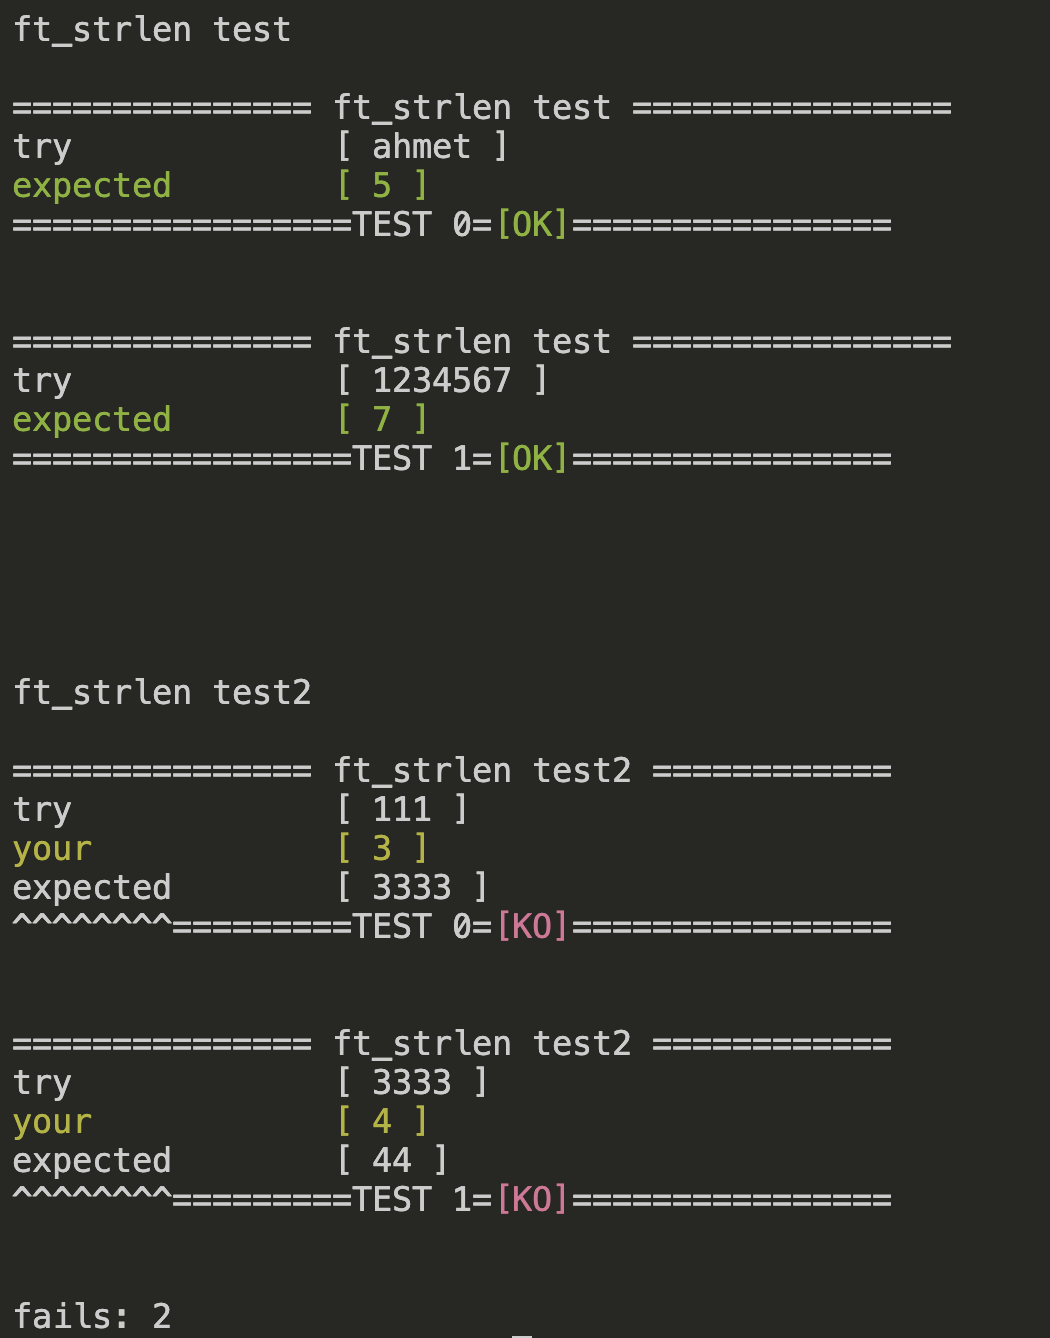 ft_strlen test
=============== ft_strlen test ================
try [ ahmet ]
expected [ 5 ]
=================TEST 0=[OK]================
=============== ft_strlen test ================
try [ 1234567 ]
expected [ 7 ]
=================TEST 1=[OK]================
ft_strlen test2
=============== ft_strlen test2 ============
try [ 111 ]
your [ 3 ]
expected [ 3333 ]
^^^^^^^^=========TEST 0=[KO]================
=============== ft_strlen test2 ============
try [ 3333 ]
your [ 4 ]
expected [ 44 ]
^^^^^^^^=========TEST 1=[KO]================
fails: 2